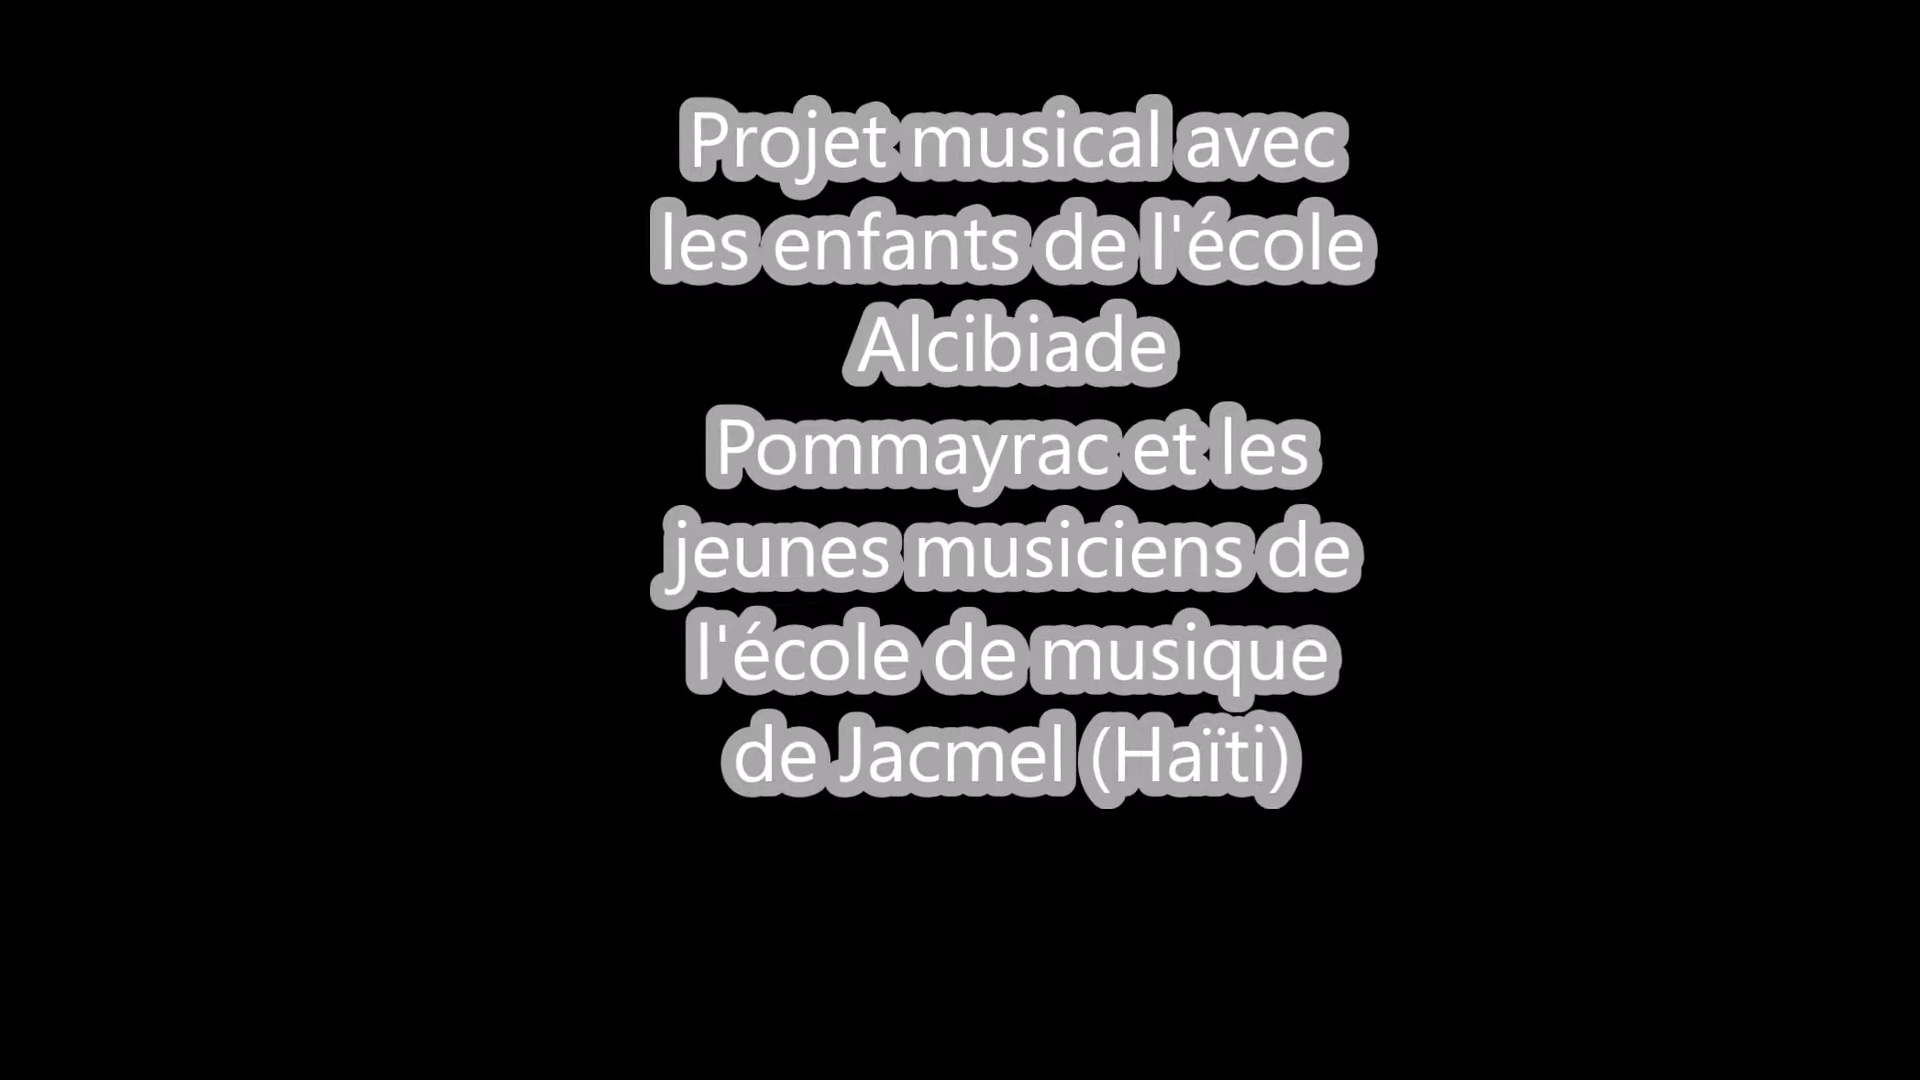 Projet musical avec
les enfants de l'école
Alcibiade
Pommayrac et les
jeunes musiciens de
l'école de musique
de Jacmel (Haïti)